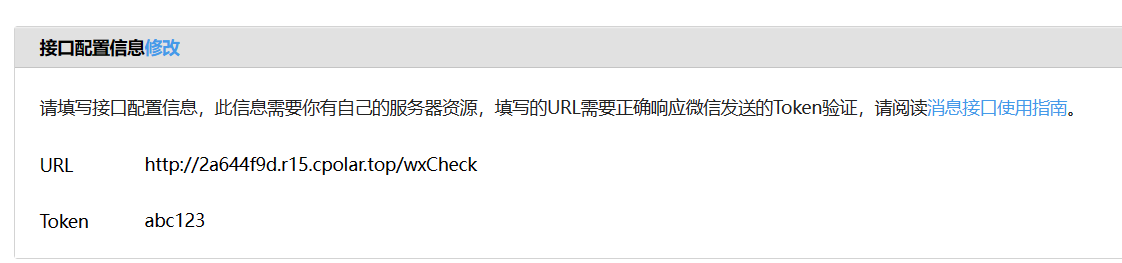 接口配置信息修改
请填写接口配置信息，此信息需要你有自己的服务器资源，填写的URL需要正确响应微信发送的Token验证，请阅读消息接口使用指南。
URL http://2a644f9d.r15.cpolar.top/wxCheck
Token abc123